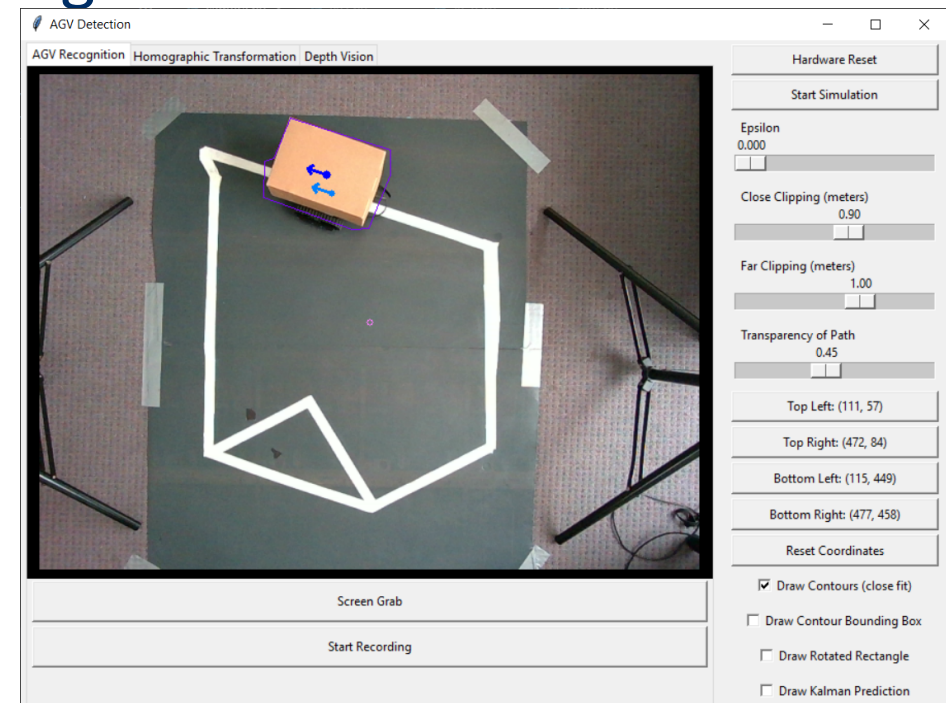 AGV Detection
AGV Recognition
Homographic Transformation
Depth Vision
Hardware Reset
Start Simulation
Epsilon
0.000
Close Clipping (meters)
0.90
Far Clipping (meters)
1.00
Transparency of Path
0.45
Top Left: (111, 57)
Top Right: (472, 84)
Bottom Left: (115, 449)
Bottom Right: (477, 458)
Reset Coordinates
Draw Contours (close fit)
Draw Contour Bounding Box
Draw Rotated Rectangle
Draw Kalman Prediction
Screen Grab
Start Recording